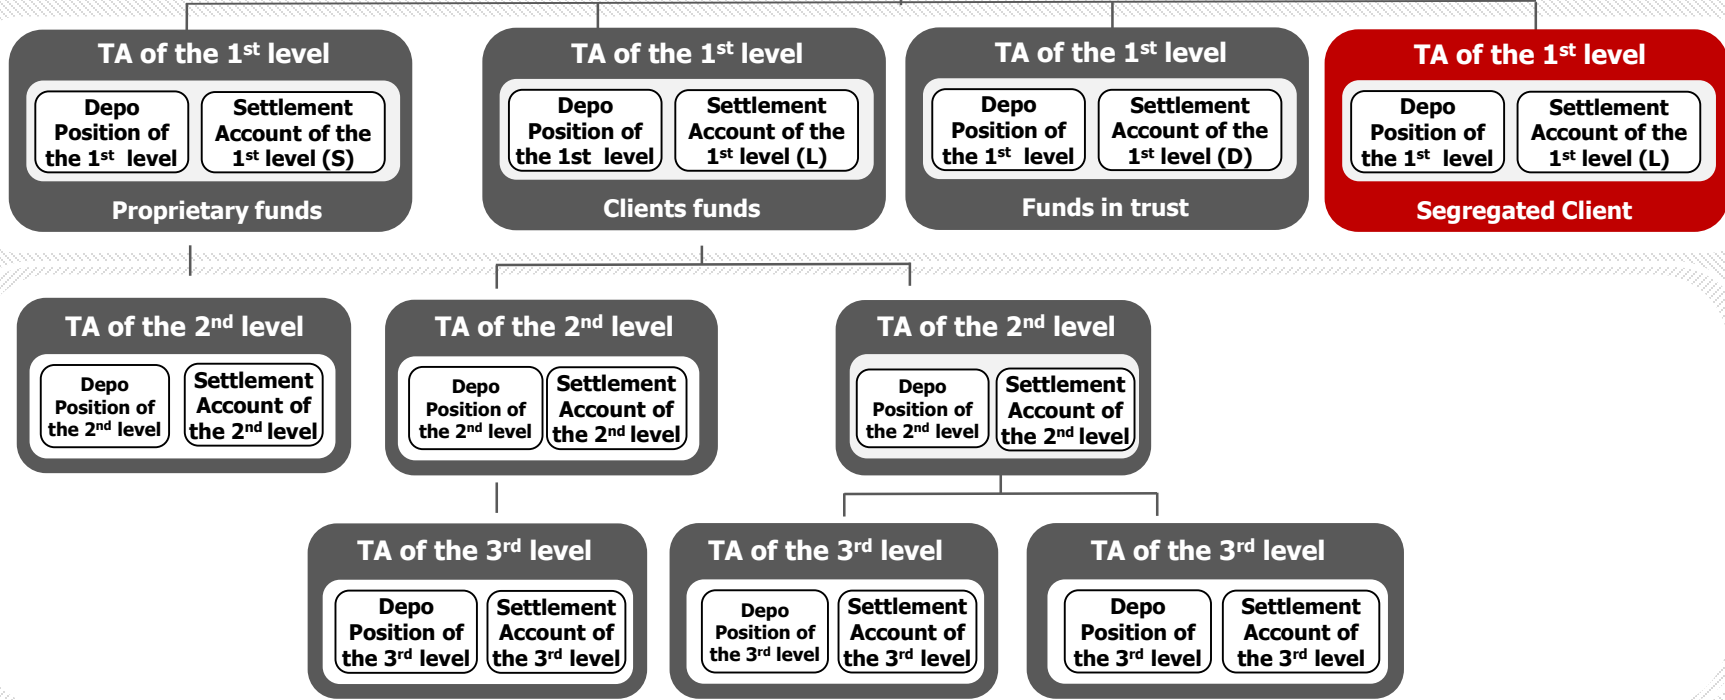 TA of the 1st level
Depo
Position of
the 1st level
Settlement
Account of the
1st level (S)
Proprietary funds
TA of the 1st level
Depo
Position of
the 1st level
Settlement
Account of the
1st level (L)
Clients funds
TA of the 1st level
Depo
Position of
the 1st level
Settlement
Account of the
1st level (D)
Funds in trust
TA of the 1st level
Depo
Position of
the 1st level
Settlement
Account of the
1st level (L)
Segregated Client
TA of the 2nd level
Depo
Position of
the 2nd level
Settlement
Account of
the 2nd level
TA of the 2nd level
Depo
Position of
the 2nd level
Settlement
Account of
the 2nd level
TA of the 2nd level
Depo
Position of
the 2nd level
Settlement
Account of
the 2nd level
TA of the 3rd level
Depo
Position of
the 3rd level
Settlement
Account of
the 3rd level
TA of the 3rd level
Depo
Position of
the 3rd level
Settlement
Account of
the 3rd level
TA of the 3rd level
Depo
Position of
the 3rd level
Settlement
Account of
the 3rd level